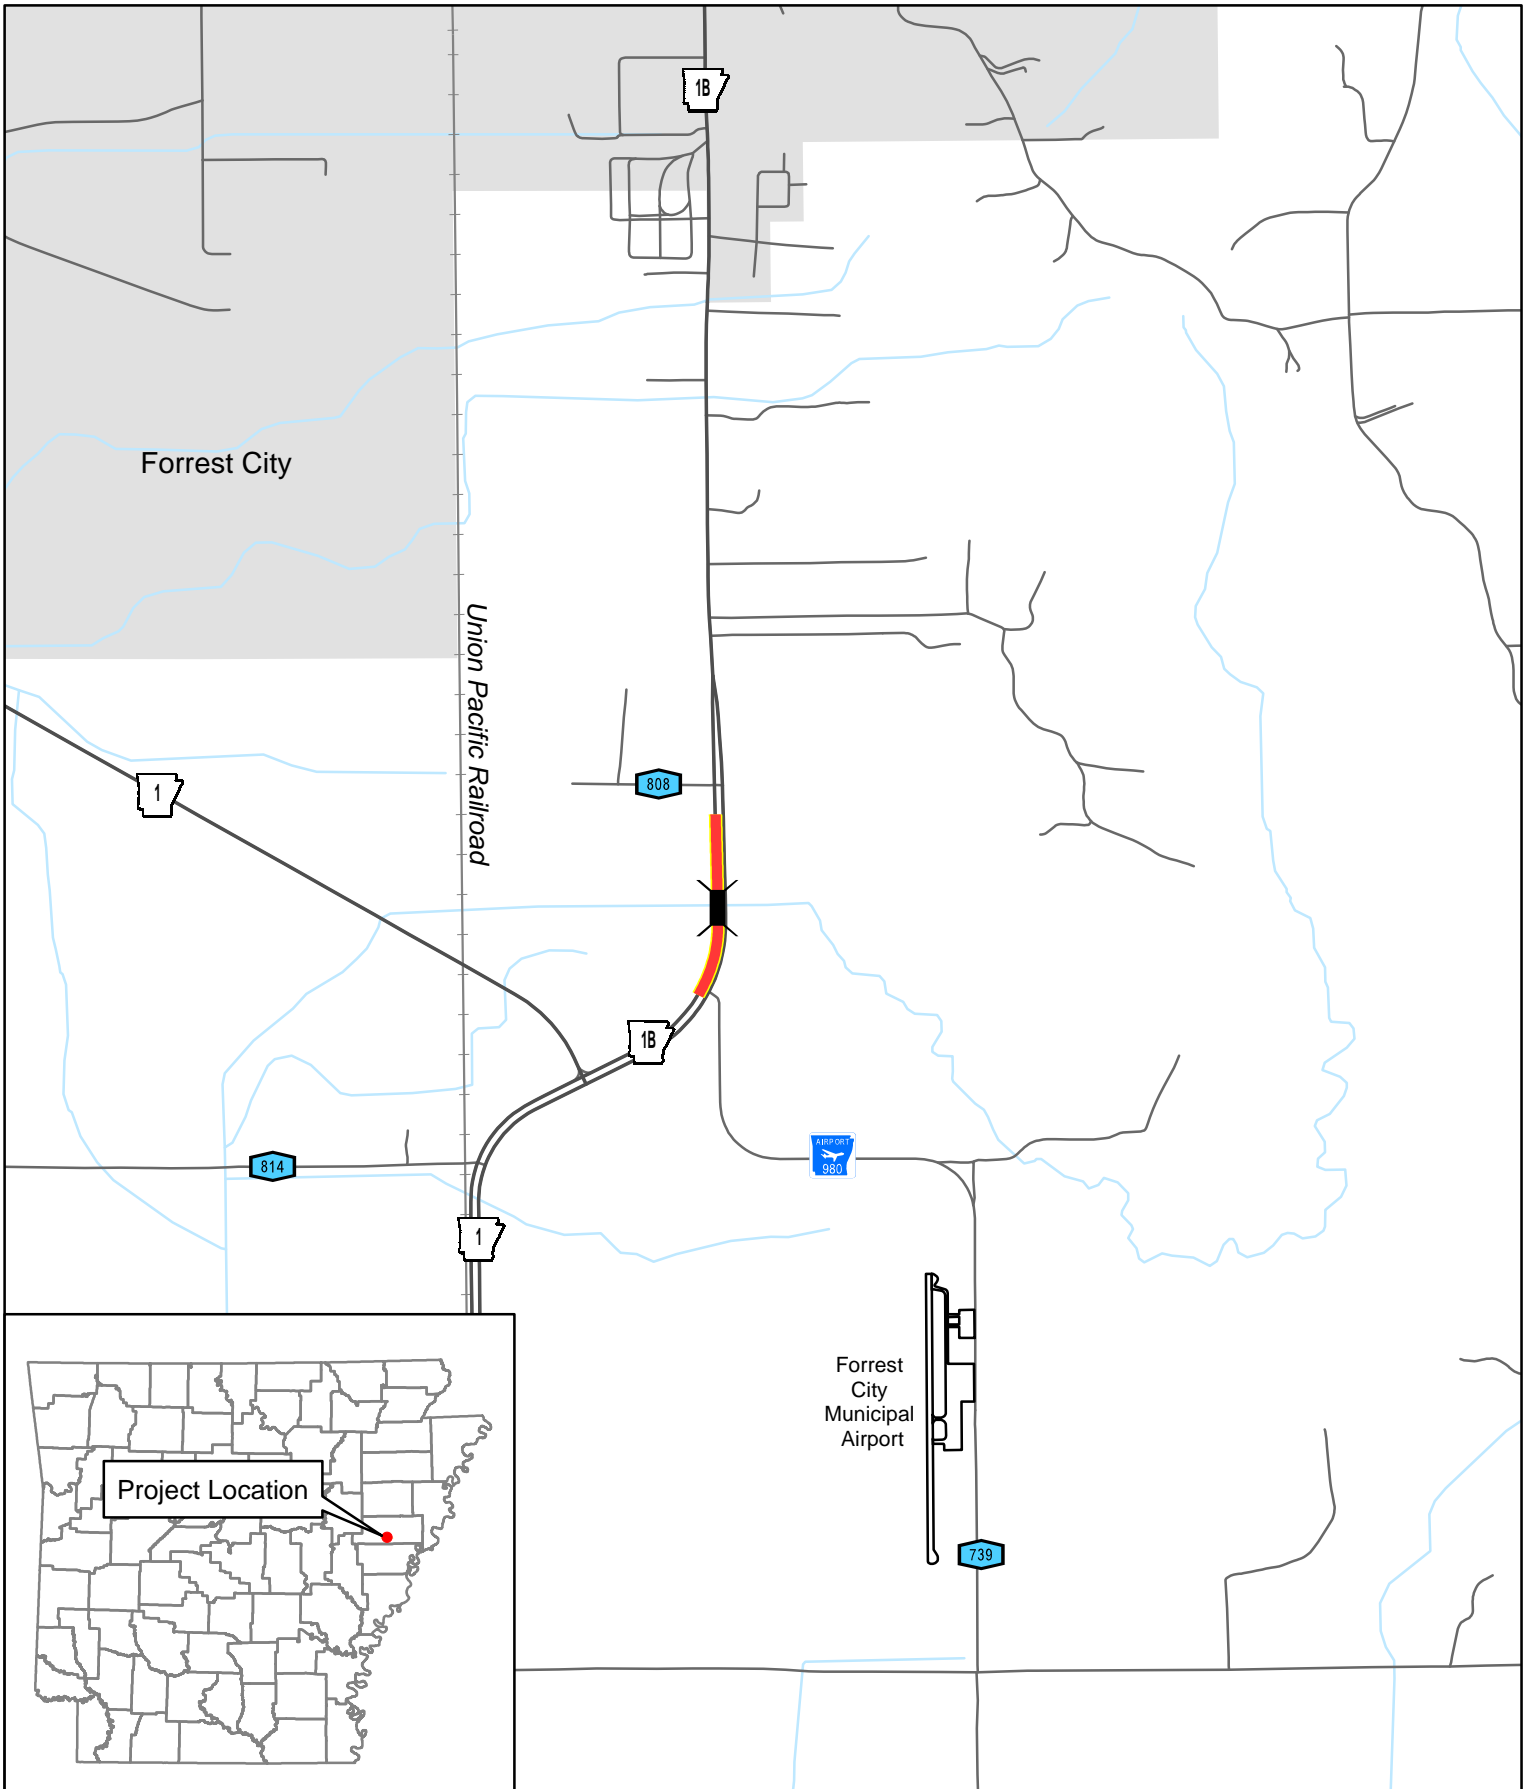 1B
Forrest City
Union Pacific Railroad
808
1
1B
AIRPORT
980
814
1
Forrest
City
Municipal
Airport
Project Location
739